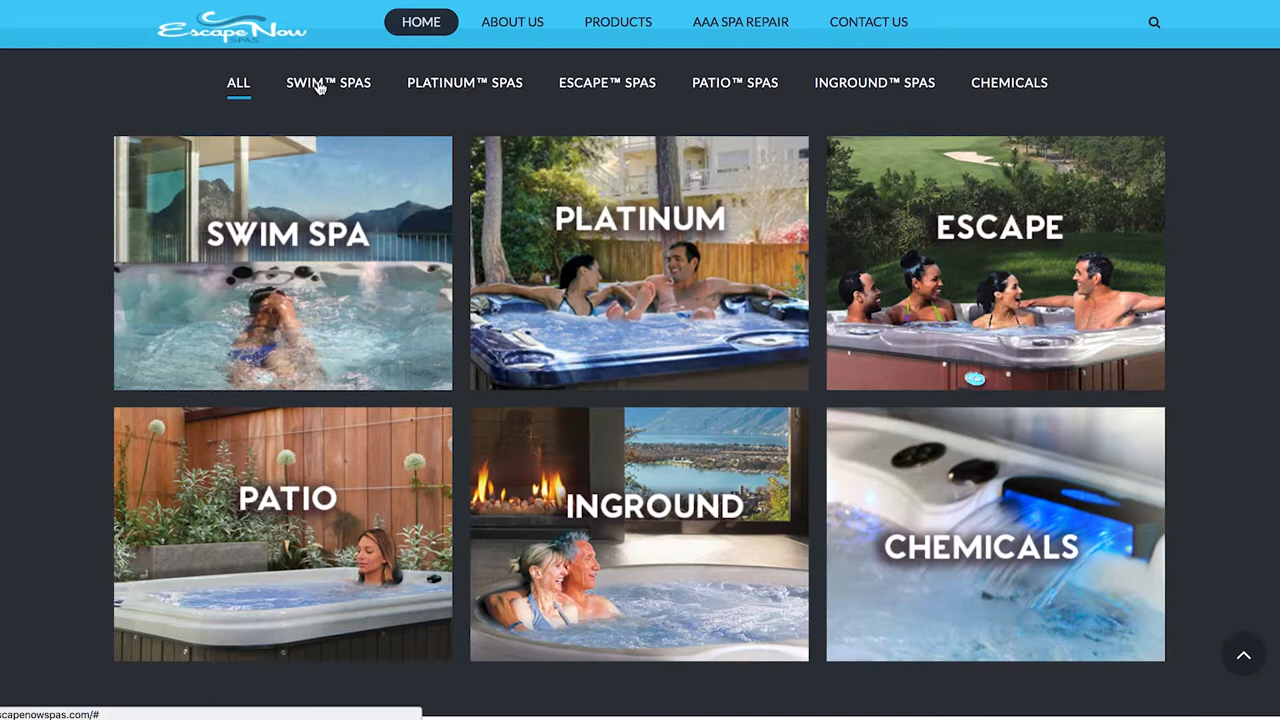 Escape Now
SPAS
HOME
ABOUT US
PRODUCTS
AAA SPA REPAIR
CONTACT US
ALL
SWIM™ SPAS
PLATINUM™ SPAS
ESCAPE™ SPAS
PATIO™ SPAS
INGROUND™ SPAS
CHEMICALS
SWIM SPA
PLATINUM
ESCAPE
PATIO
INGROUND
CHEMICALS
scapenowspas.com/#